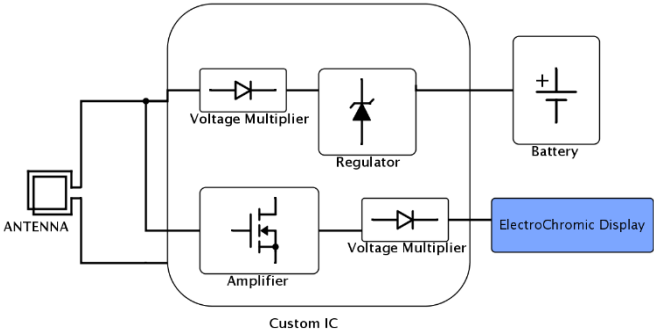 Voltage Multiplier
Regulator
Battery
+
ANTENNA
Amplifier
Voltage Multiplier
ElectroChromic Display
Custom IC